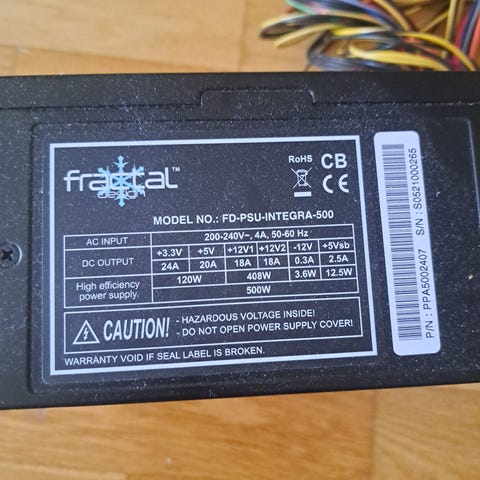 fractal™
DESIGN
RoHS CB
CE
MODEL NO.: FD-PSU-INTEGRA-500
AC INPUT 200-240V~, 4A, 50-60 Hz
DC OUTPUT +3.3V +5V +12V1 +12V2 -12V +5Vsb
24A 20A 18A 18A 0.3A 2.5A
High efficiency power supply. 120W 408W 3.6W 12.5W
500W
CAUTION! - HAZARDOUS VOLTAGE INSIDE!
- DO NOT OPEN POWER SUPPLY COVER!
WARRANTY VOID IF SEAL LABEL IS BROKEN.
P/N : PPA5002407 S/N : S0521000265